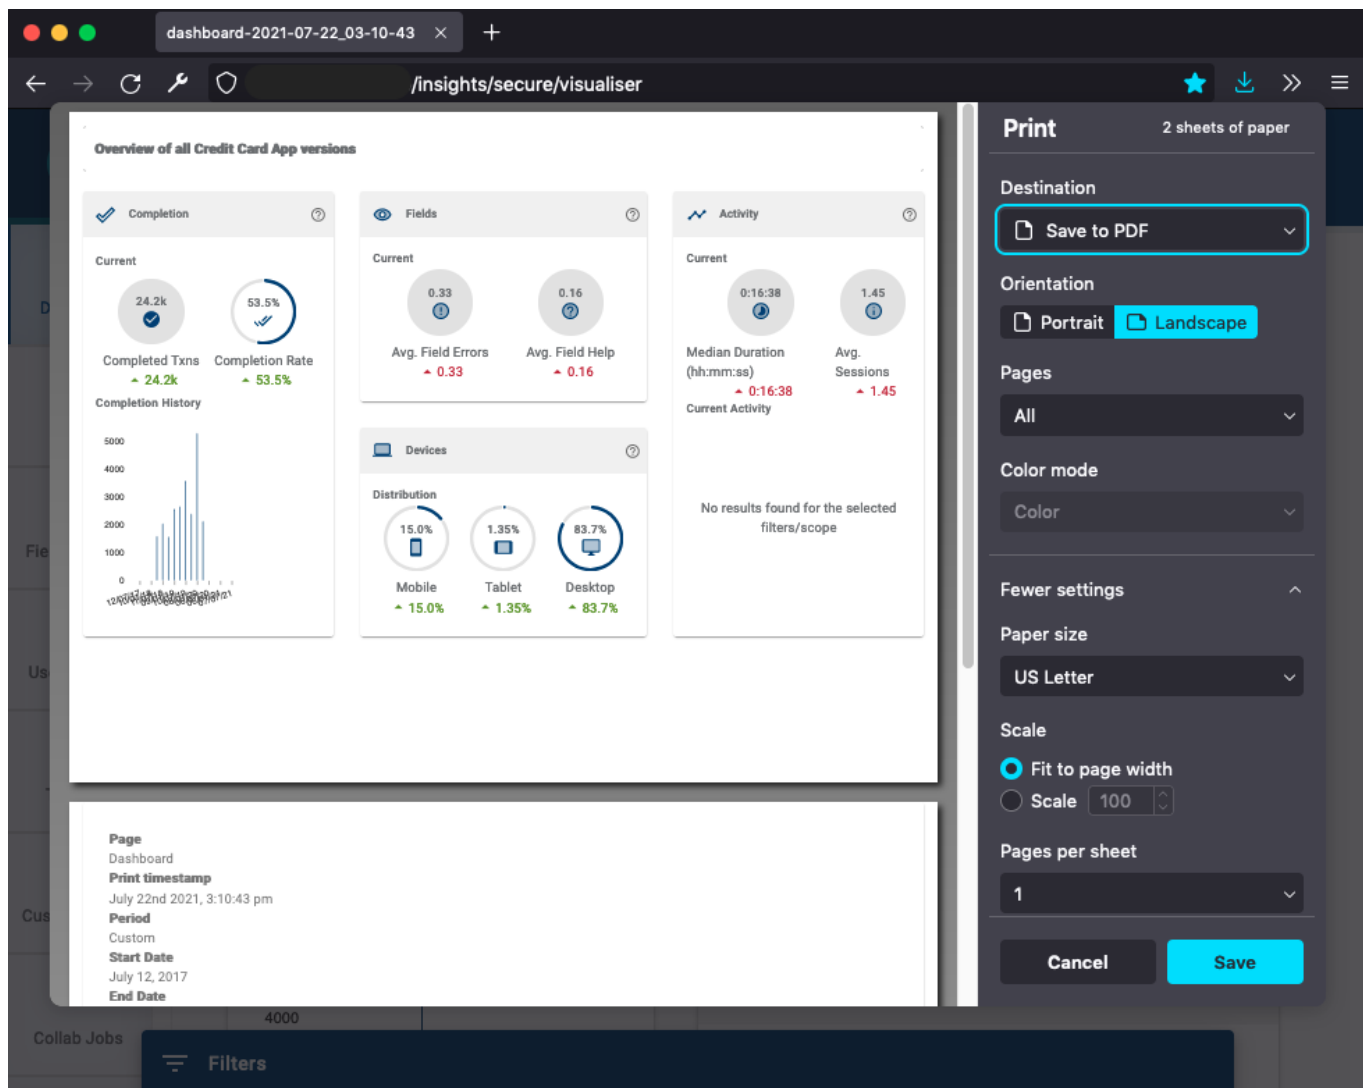 dashboard-2021-07-22_03-10-43
/insights/secure/visualiser
Overview of all Credit Card App versions
Completion
Current
24.2k
53.5%
Completed Txns
Completion Rate
24.2k
53.5%
Completion History
5000
4000
3000
2000
1000
0
Fields
Current
0.33
0.16
Avg. Field Errors
Avg. Field Help
0.33
0.16
Devices
Distribution
15.0%
1.35%
83.7%
Mobile
Tablet
Desktop
15.0%
1.35%
83.7%
Activity
Current
0:16:38
1.45
Median Duration
(hh:mm:ss)
Avg.
Sessions
0:16:38
1.45
Current Activity
No results found for the selected
filters/scope
Page
Dashboard
Print timestamp
July 22nd 2021, 3:10:43 pm
Period
Custom
Start Date
July 12, 2017
End Date
Print
2 sheets of paper
Destination
Save to PDF
Orientation
Portrait
Landscape
Pages
All
Color mode
Color
Fewer settings
Paper size
US Letter
Scale
Fit to page width
Scale
100
Pages per sheet
1
Cancel
Save
D
Fie
Us
Cus
Collab Jobs
4000
Filters